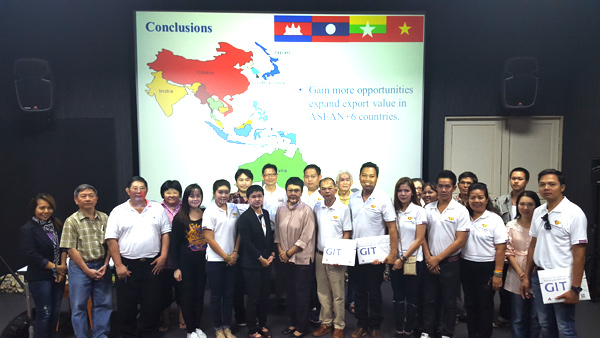 Conclusions
• Gain more opportunities
expand export value in
ASEAN+6 countries.
GIT
GIT
GIT